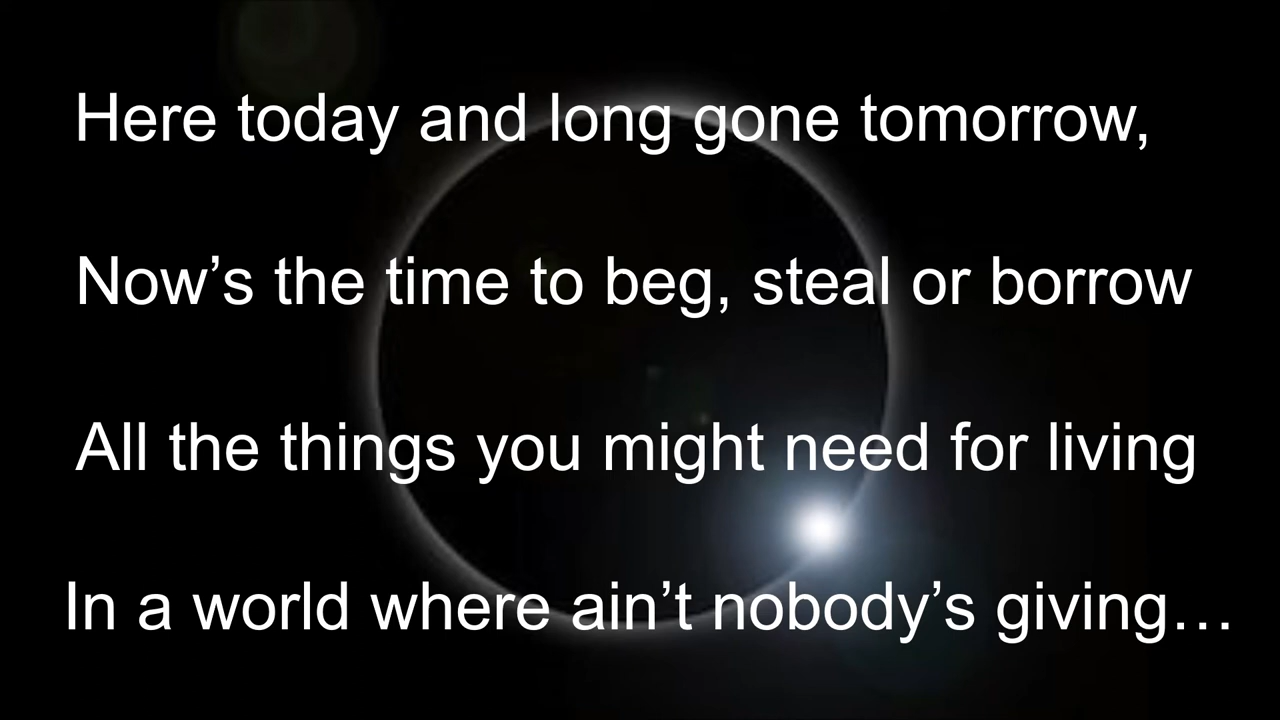 Here today and long gone tomorrow,
Now’s the time to beg, steal or borrow
All the things you might need for living
In a world where ain’t nobody’s giving…